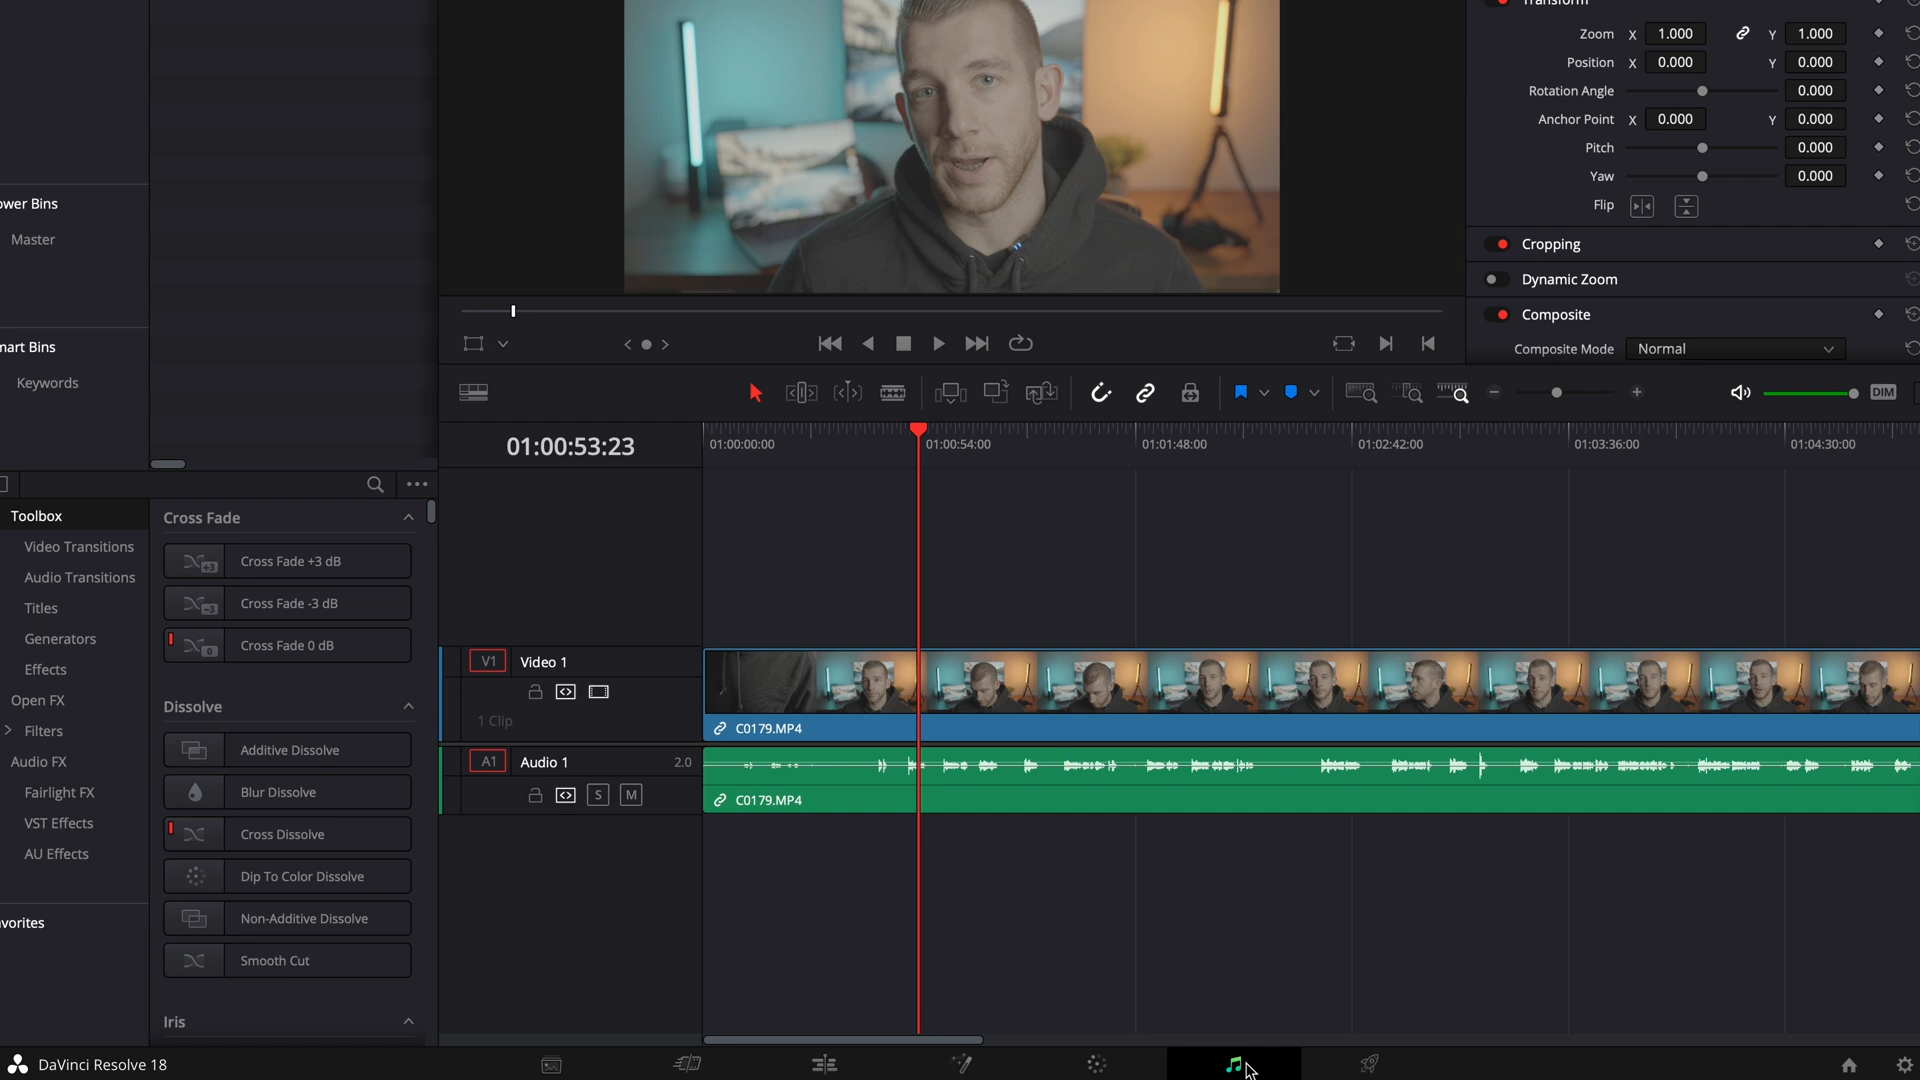 Transform
Zoom X 1.000 Y 1.000
Position X 0.000 Y 0.000
Rotation Angle 0.000
Anchor Point X 0.000 Y 0.000
Pitch 0.000
Yaw 0.000
Flip
Cropping
Dynamic Zoom
Composite
Composite Mode Normal
ower Bins
Master
mart Bins
Keywords
DIM
01:00:53:23
01:00:00:00 01:00:54:00 01:01:48:00 01:02:42:00 01:03:36:00 01:04:30:00
Toolbox
Video Transitions
Audio Transitions
Titles
Generators
Effects
Open FX
Filters
Audio FX
Fairlight FX
VST Effects
AU Effects
avorites
Cross Fade
+3 Cross Fade +3 dB
-3 Cross Fade -3 dB
0 Cross Fade 0 dB
Dissolve
Additive Dissolve
Blur Dissolve
Cross Dissolve
Dip To Color Dissolve
Non-Additive Dissolve
Smooth Cut
Iris
V1 Video 1
1 Clip
C0179.MP4
A1 Audio 1 2.0
S M
C0179.MP4
DaVinci Resolve 18